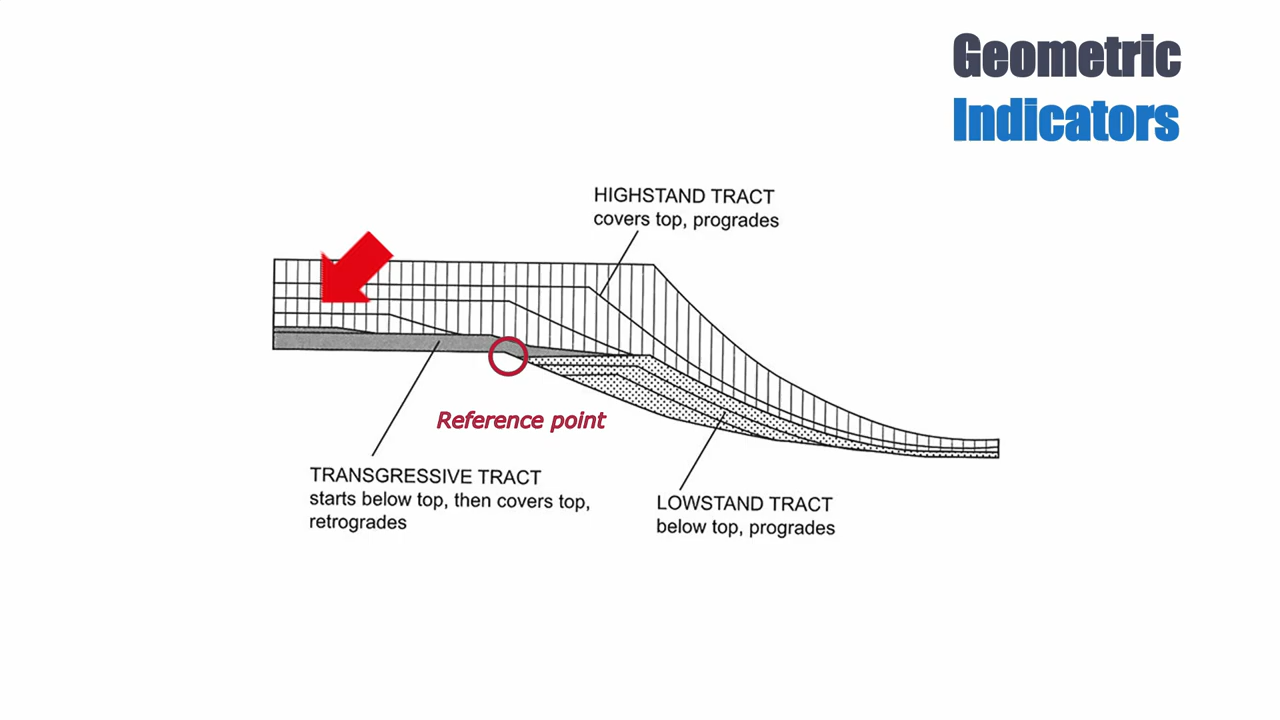 Geometric
Indicators
HIGHSTAND TRACT
covers top, progrades
Reference point
TRANSGRESSIVE TRACT
starts below top, then covers top,
retrogrades
LOWSTAND TRACT
below top, progrades